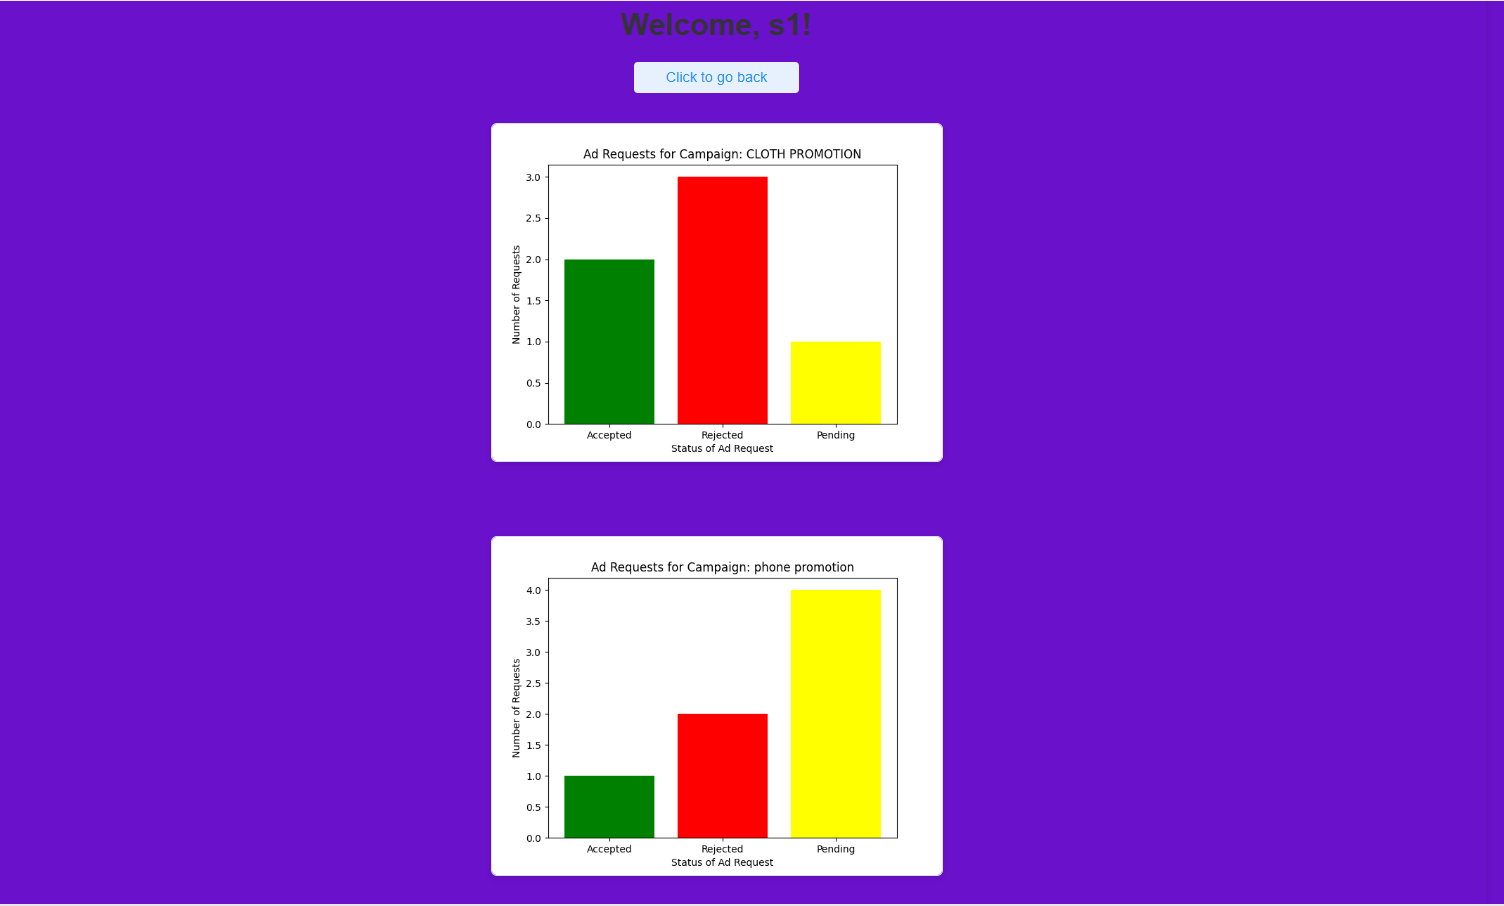 Welcome, s1!
Click to go back
Ad Requests for Campaign: CLOTH PROMOTION
3.0
2.5
2.0
1.5
1.0
0.5
0.0
Number of Requests
Accepted Rejected Pending
Status of Ad Request
Ad Requests for Campaign: phone promotion
4.0
3.5
3.0
2.5
2.0
1.5
1.0
0.5
0.0
Number of Requests
Accepted Rejected Pending
Status of Ad Request